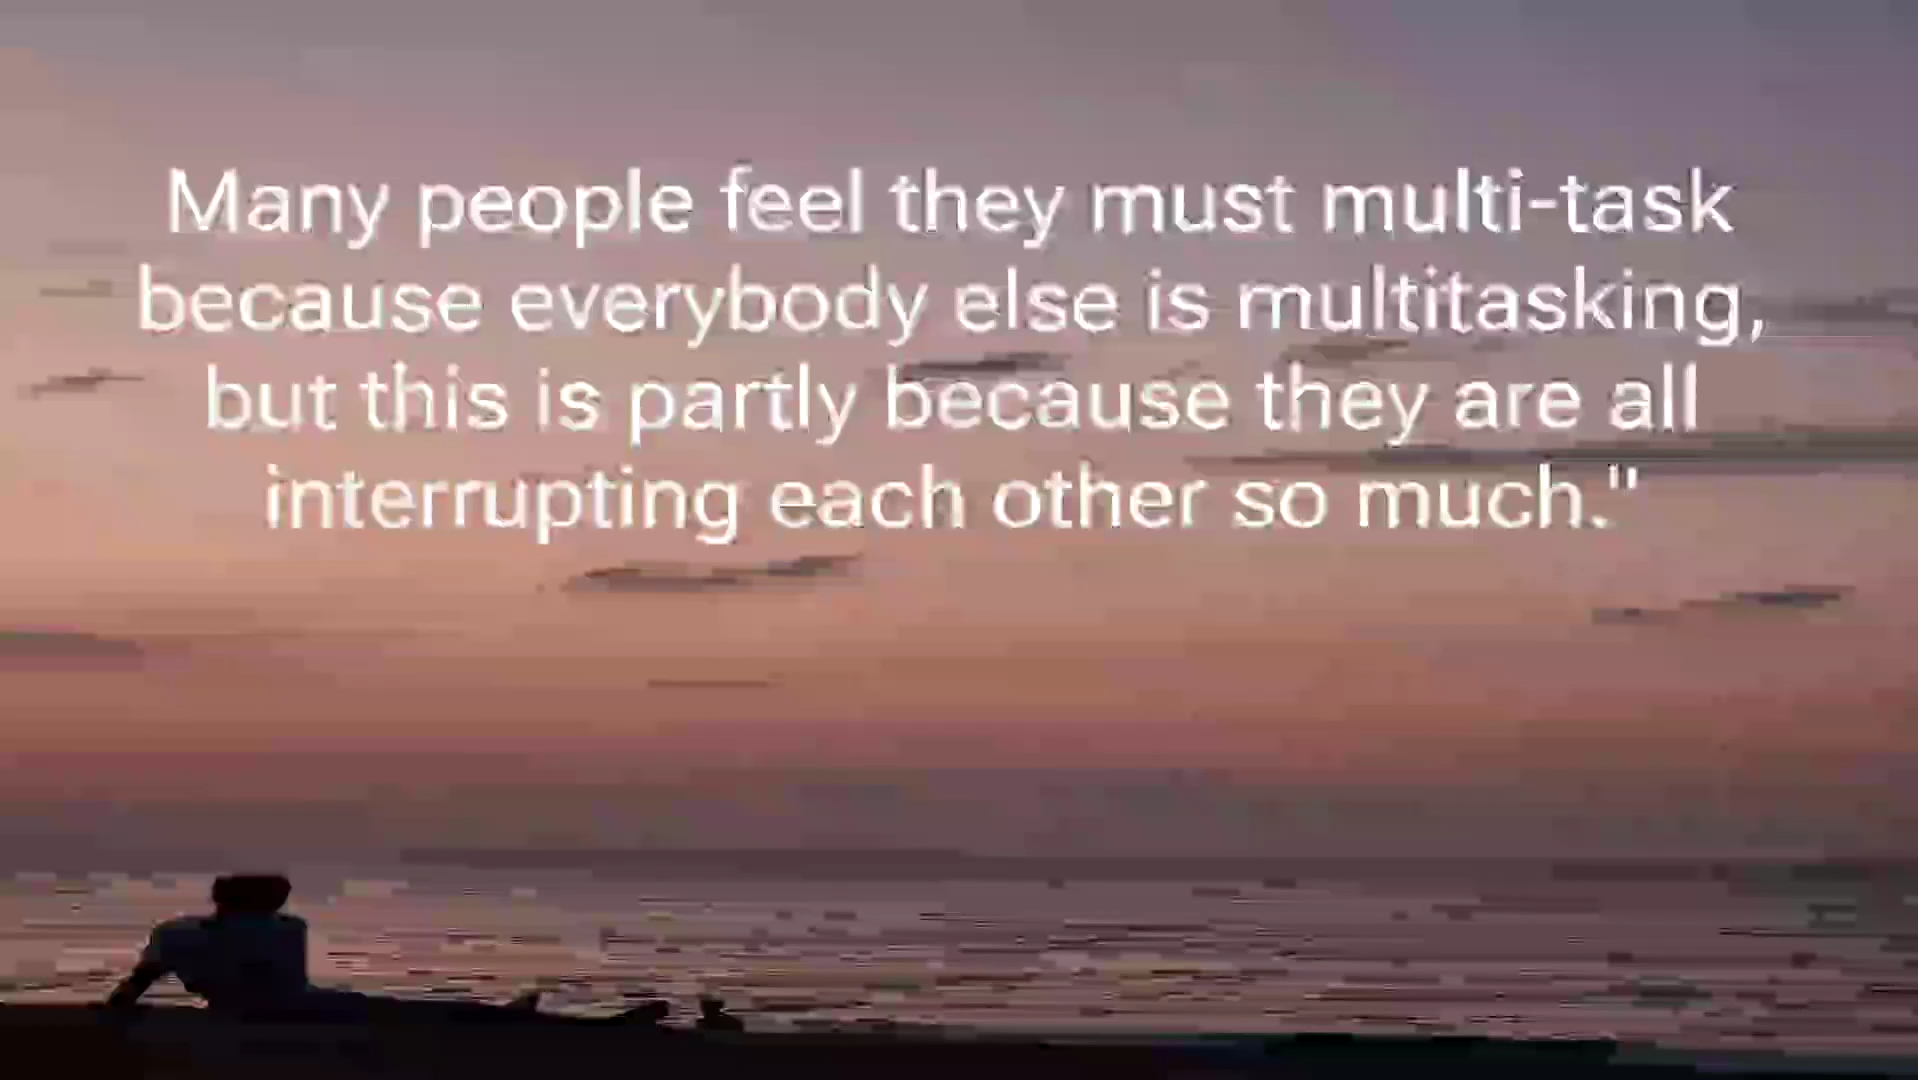 Many people feel they must multi-task
because everybody else is multitasking,
but this is partly because they are all
interrupting each other so much."